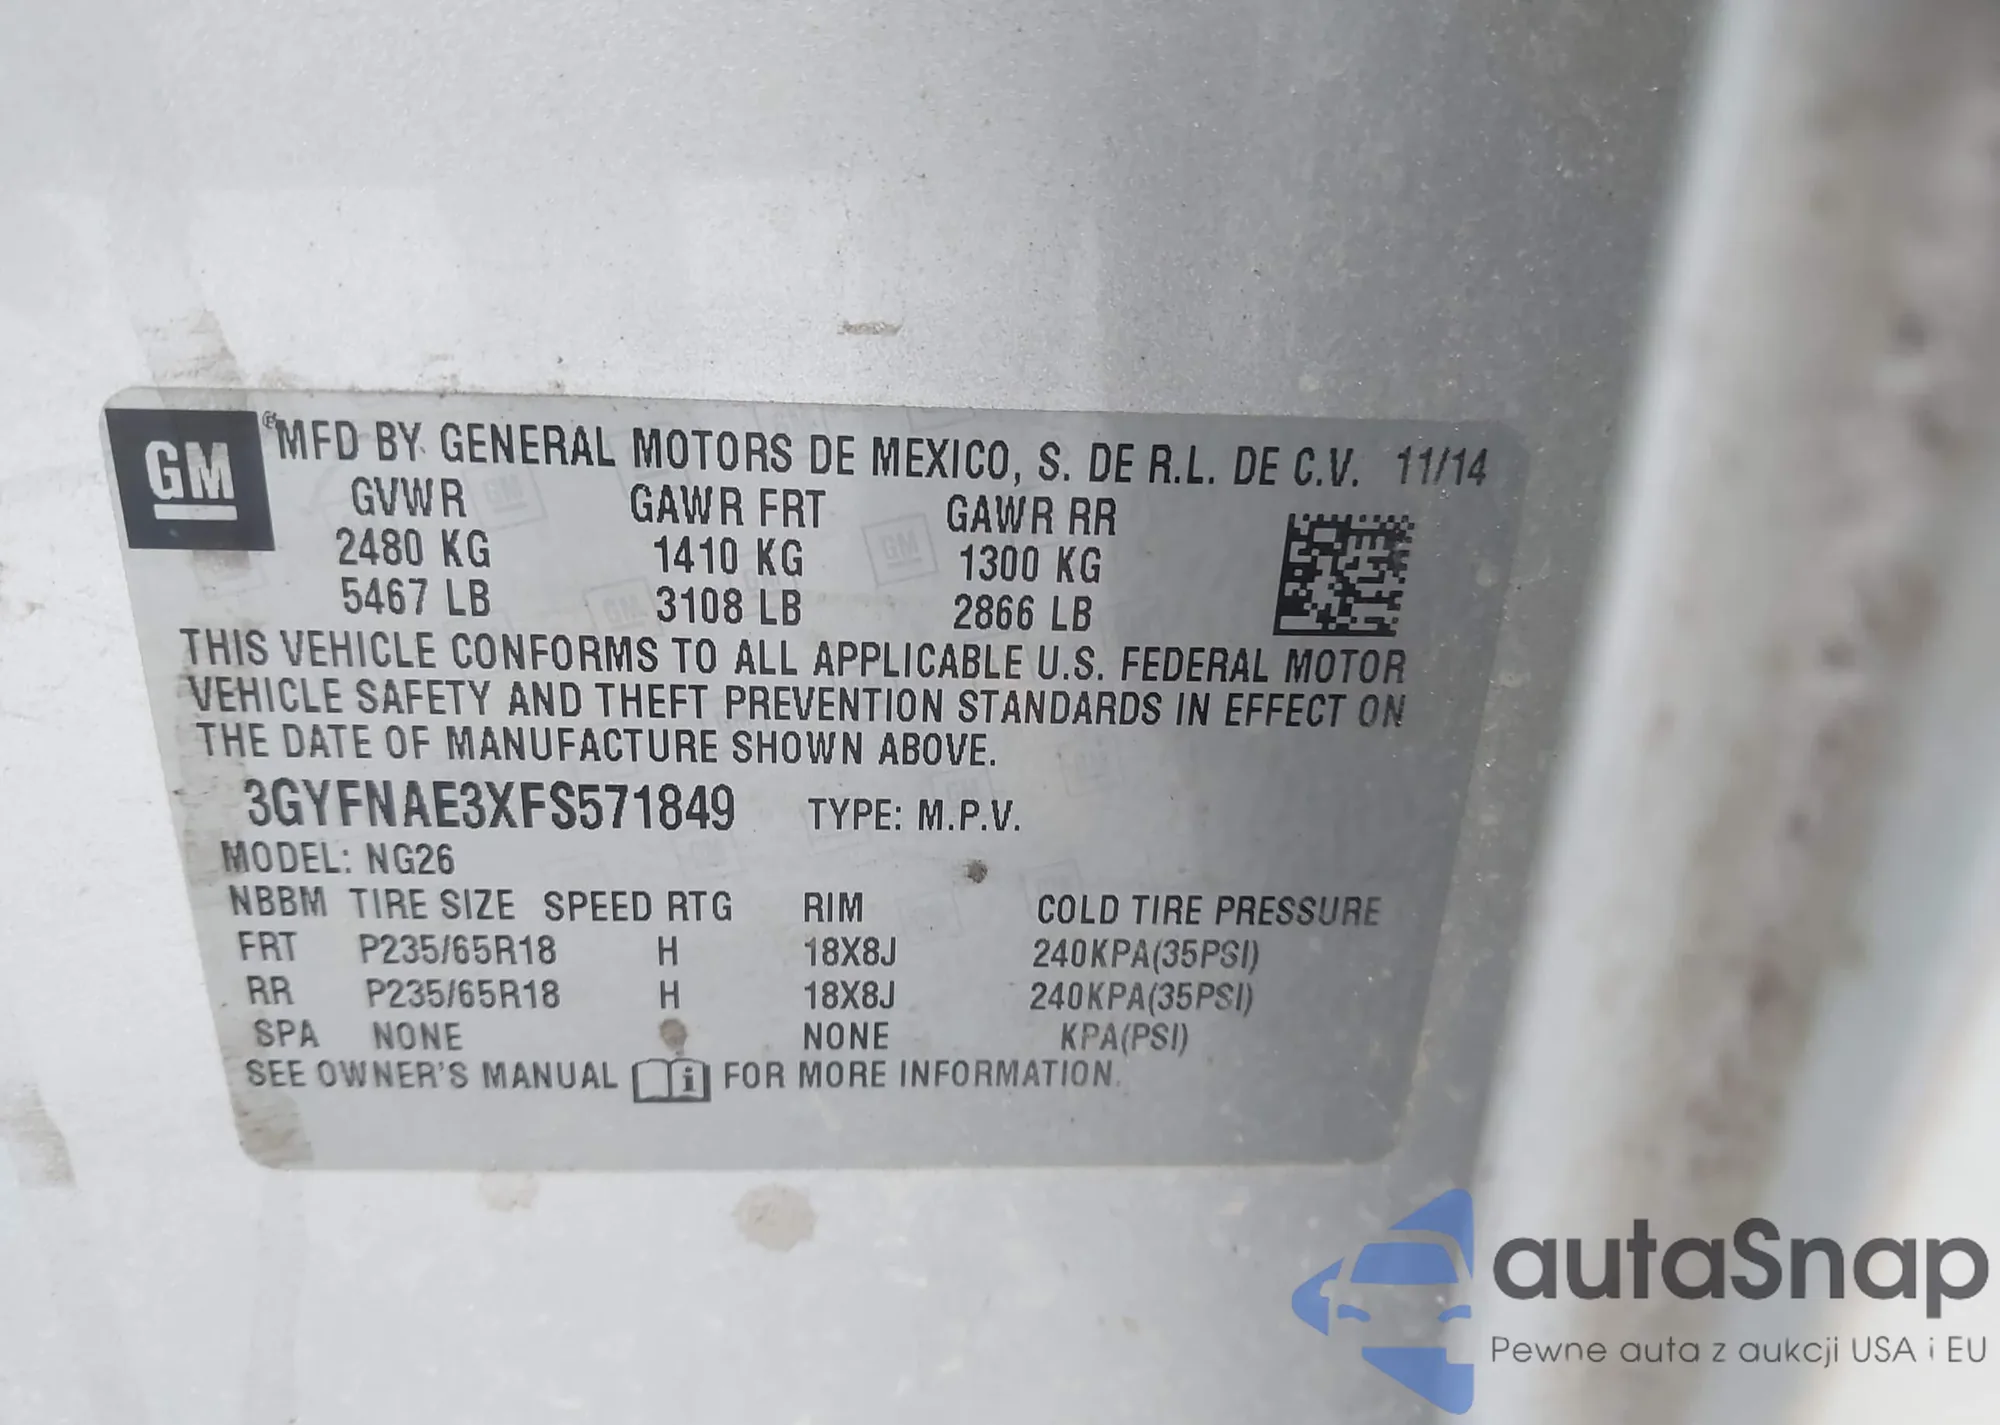 GM
MFD BY GENERAL MOTORS DE MEXICO, S. DE R.L. DE C.V. 11/14
GVWR GAWR FRT GAWR RR
2480 KG 1410 KG 1300 KG
5467 LB 3108 LB 2866 LB
THIS VEHICLE CONFORMS TO ALL APPLICABLE U.S. FEDERAL MOTOR
VEHICLE SAFETY AND THEFT PREVENTION STANDARDS IN EFFECT ON
THE DATE OF MANUFACTURE SHOWN ABOVE.
3GYFNAE3XFS571849 TYPE: M.P.V.
MODEL: NG26
NBBM TIRE SIZE SPEED RTG RIM COLD TIRE PRESSURE
FRT P235/65R18 H 18X8J 240KPA(35PSI)
RR P235/65R18 H 18X8J 240KPA(35PSI)
SPA NONE NONE KPA(PSI)
SEE OWNER'S MANUAL i FOR MORE INFORMATION.
autaSnap
Pewne auta z aukcji USA i EU